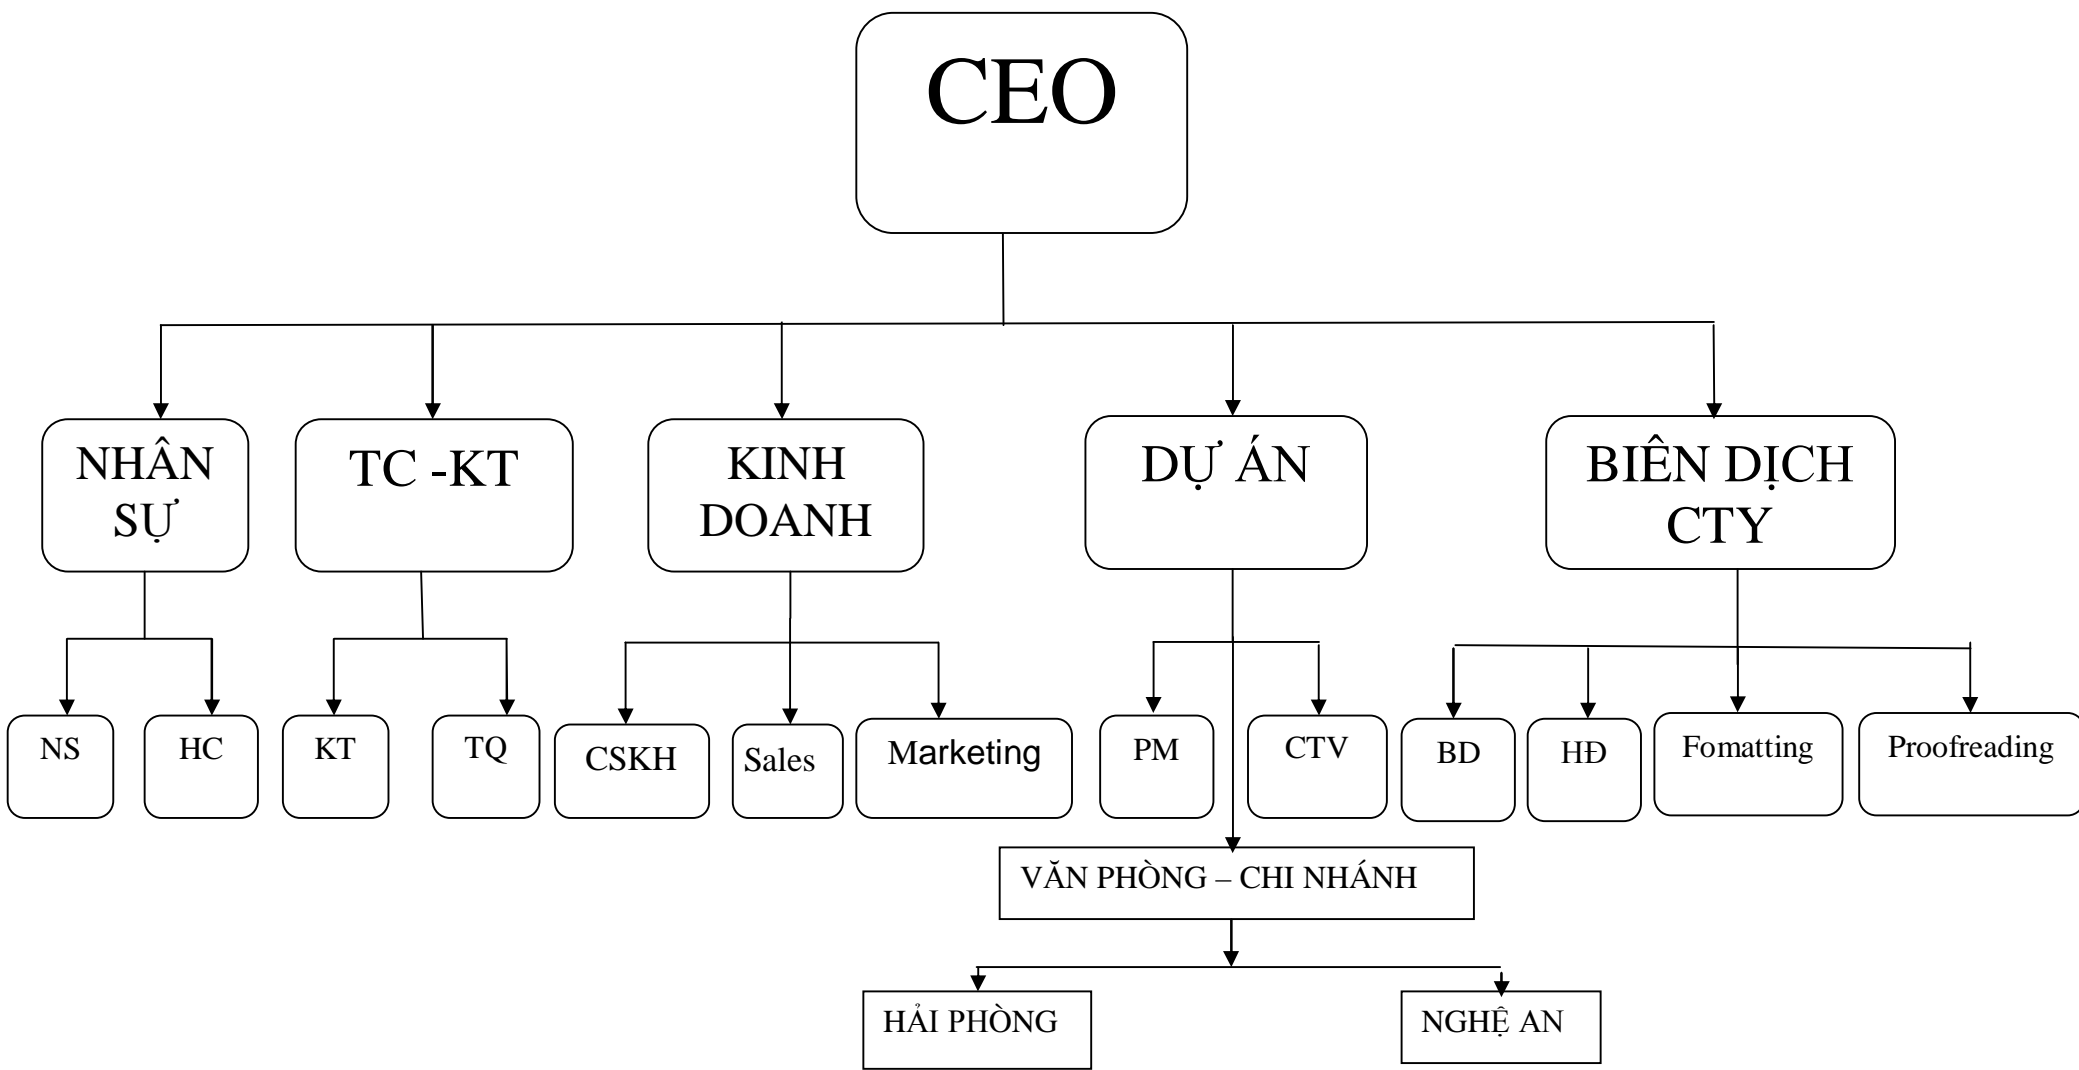 CEO
NHÂN
SỰ
TC -KT
KINH
DOANH
DỰ ÁN
BIÊN DỊCH
CTY
NS
HC
KT
TQ
CSKH
Sales
Marketing
PM
CTV
BD
HĐ
Fomatting
Proofreading
VĂN PHÒNG – CHI NHÁNH
HẢI PHÒNG
NGHỆ AN